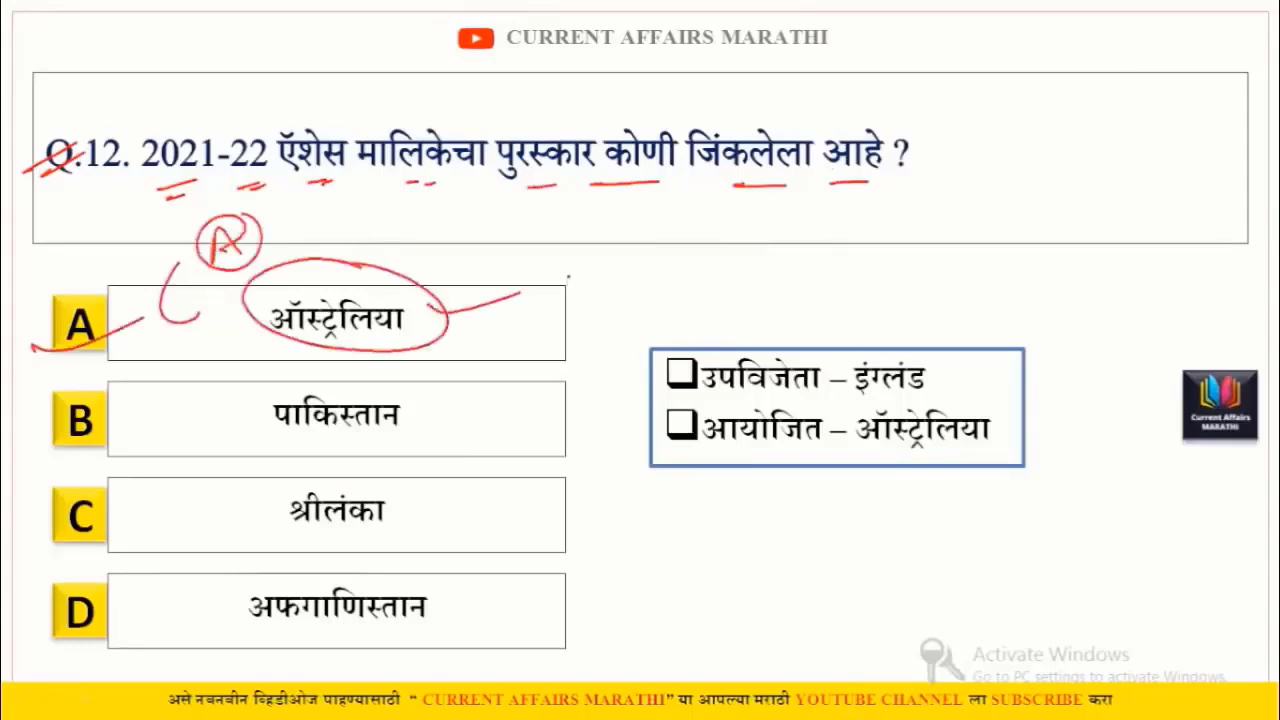 CURRENT AFFAIRS MARATHI
Q.12. 2021-22 ऍशेस मालिकेचा पुरस्कार कोणी जिंकलेला आहे ?
A
A ऑस्ट्रेलिया
B पाकिस्तान
C श्रीलंका
D अफगाणिस्तान
उपविजेता – इंग्लंड
आयोजित – ऑस्ट्रेलिया
Current Affairs
MARATHI
Activate Windows
Go to PC settings to activate Windows.
असे नवनवीन व्हिडीओज पाहण्यासाठी “ CURRENT AFFAIRS MARATHI” या आपल्या मराठी YOUTUBE CHANNEL ला SUBSCRIBE करा